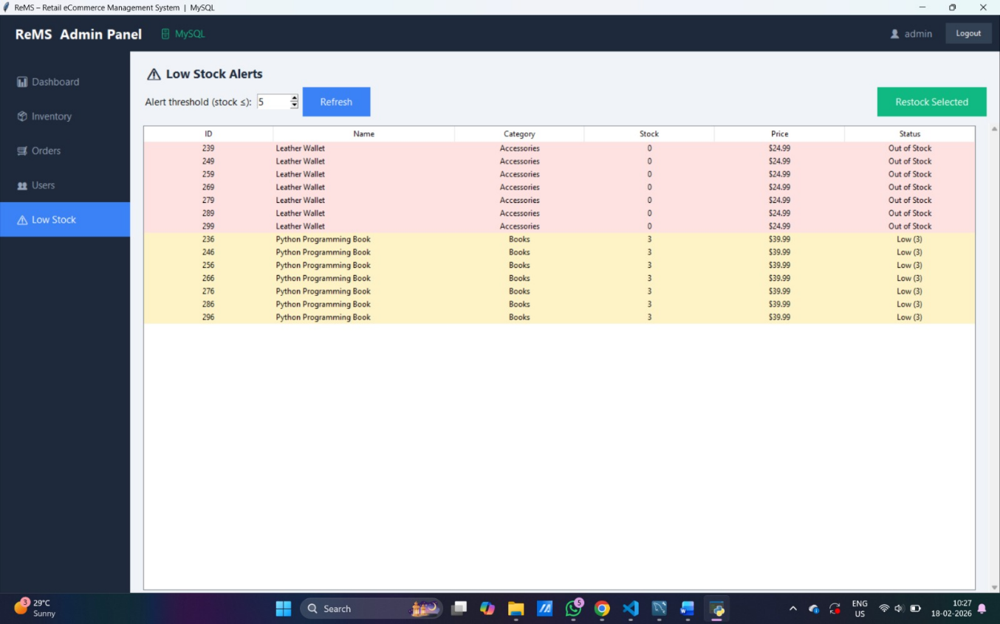 ReMS – Retail eCommerce Management System | MySQL
ReMS Admin Panel MySQL admin Logout
Dashboard
Inventory
Orders
Users
Low Stock
Low Stock Alerts
Alert threshold (stock ≤): 5 Refresh Restock Selected
ID Name Category Stock Price Status
239 Leather Wallet Accessories 0 $24.99 Out of Stock
249 Leather Wallet Accessories 0 $24.99 Out of Stock
259 Leather Wallet Accessories 0 $24.99 Out of Stock
269 Leather Wallet Accessories 0 $24.99 Out of Stock
279 Leather Wallet Accessories 0 $24.99 Out of Stock
289 Leather Wallet Accessories 0 $24.99 Out of Stock
299 Leather Wallet Accessories 0 $24.99 Out of Stock
236 Python Programming Book Books 3 $39.99 Low (3)
246 Python Programming Book Books 3 $39.99 Low (3)
256 Python Programming Book Books 3 $39.99 Low (3)
266 Python Programming Book Books 3 $39.99 Low (3)
276 Python Programming Book Books 3 $39.99 Low (3)
286 Python Programming Book Books 3 $39.99 Low (3)
296 Python Programming Book Books 3 $39.99 Low (3)
3 29°C
Sunny
Search
5
ENG
US
10:27
18-02-2026